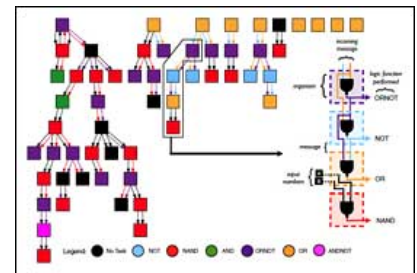 incoming
message
logic function
performed
organism
ORNOT
NOT
message
input
numbers
OR
NAND
Legend: No Task NOT NAND AND ORNOT OR ANDNOT